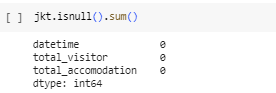 [ ] jkt.isnull().sum()
datetime 0
total_visitor 0
total_accomodation 0
dtype: int64